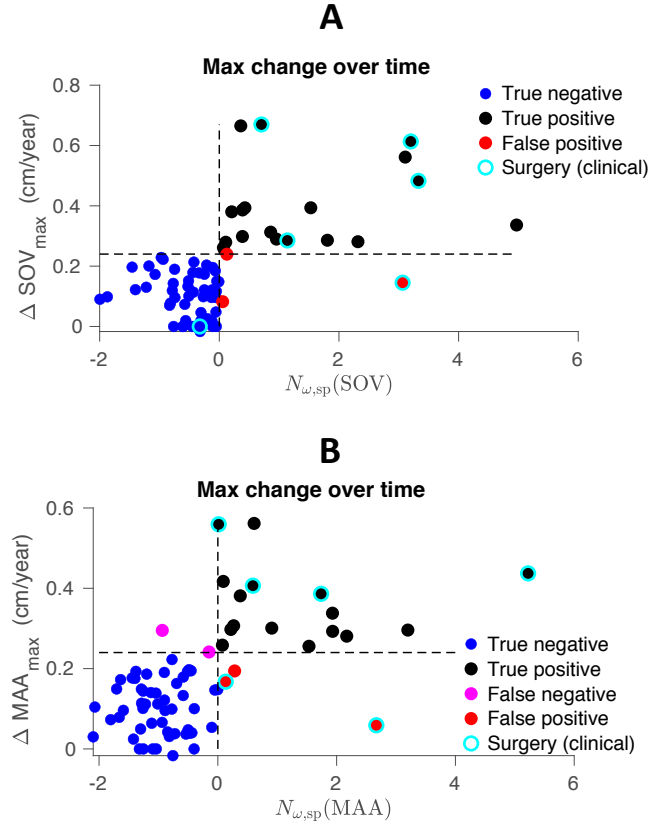 A
Max change over time
0.8
0.6
0.4
0.2
0
Δ SOVmax (cm/year)
True negative
True positive
False positive
Surgery (clinical)
-2
0
2
4
6
Nω,sp(SOV)
B
Max change over time
0.6
0.4
0.2
0
Δ MAAmax (cm/year)
True negative
True positive
False negative
False positive
Surgery (clinical)
-2
0
2
4
6
Nω,sp(MAA)